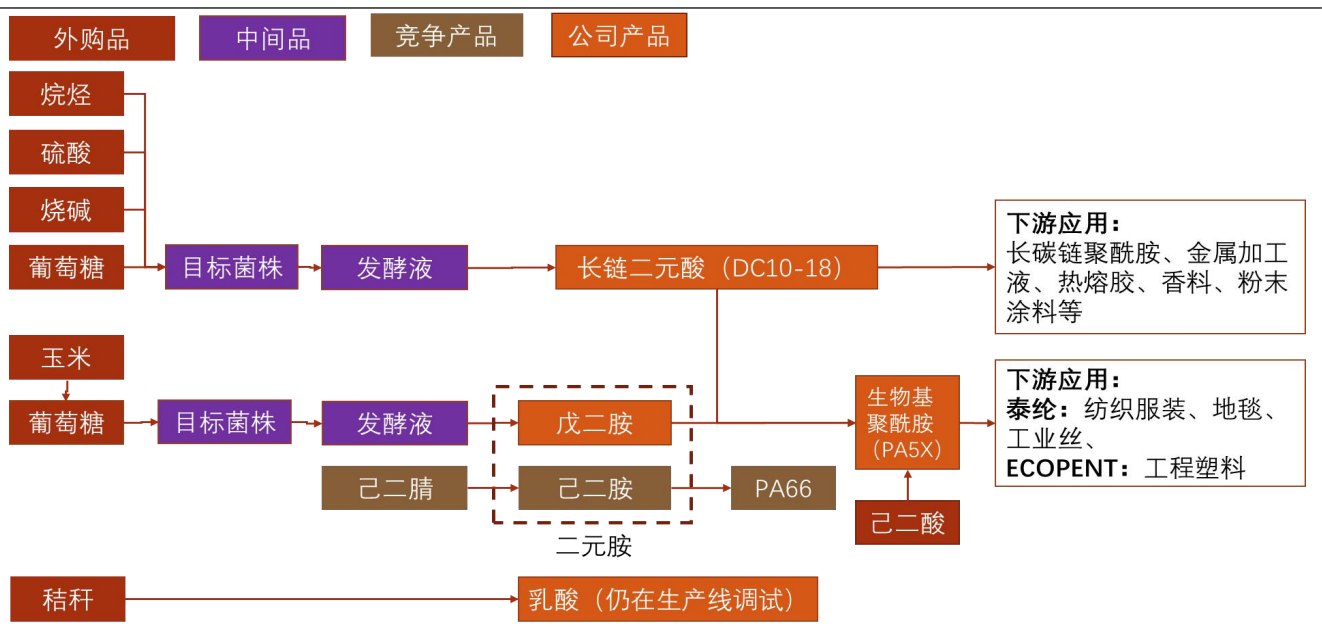 外购品
中间品
竞争产品
公司产品
烷烃
硫酸
烧碱
葡萄糖
目标菌株
发酵液
长链二元酸（DC10-18）
下游应用：
长碳链聚酰胺、金属加工
液、热熔胶、香料、粉末
涂料等
玉米
葡萄糖
目标菌株
发酵液
戊二胺
生物基
聚酰胺
（PA5X）
下游应用：
泰纶：纺织服装、地毯、
工业丝、
ECOPENT：工程塑料
己二腈
己二胺
PA66
己二酸
二元胺
秸秆
乳酸（仍在生产线调试）